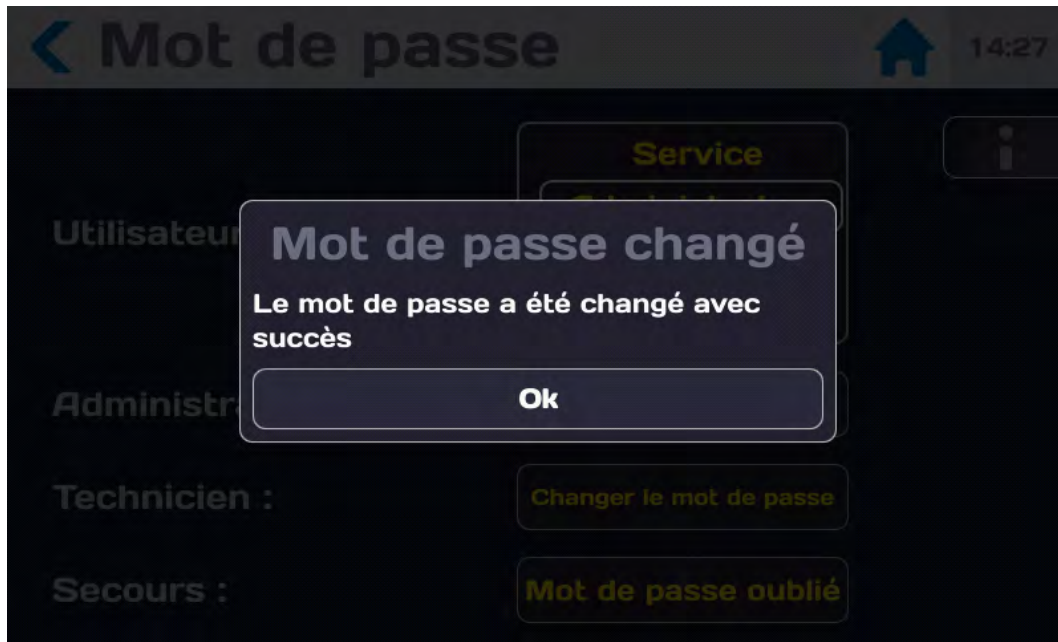 Mot de passe
14:27
Service
Utilisateur
Mot de passe changé
Le mot de passe a été changé avec
succès
Ok
Administr
Technicien :
Changer le mot de passe
Secours :
Mot de passe oublié